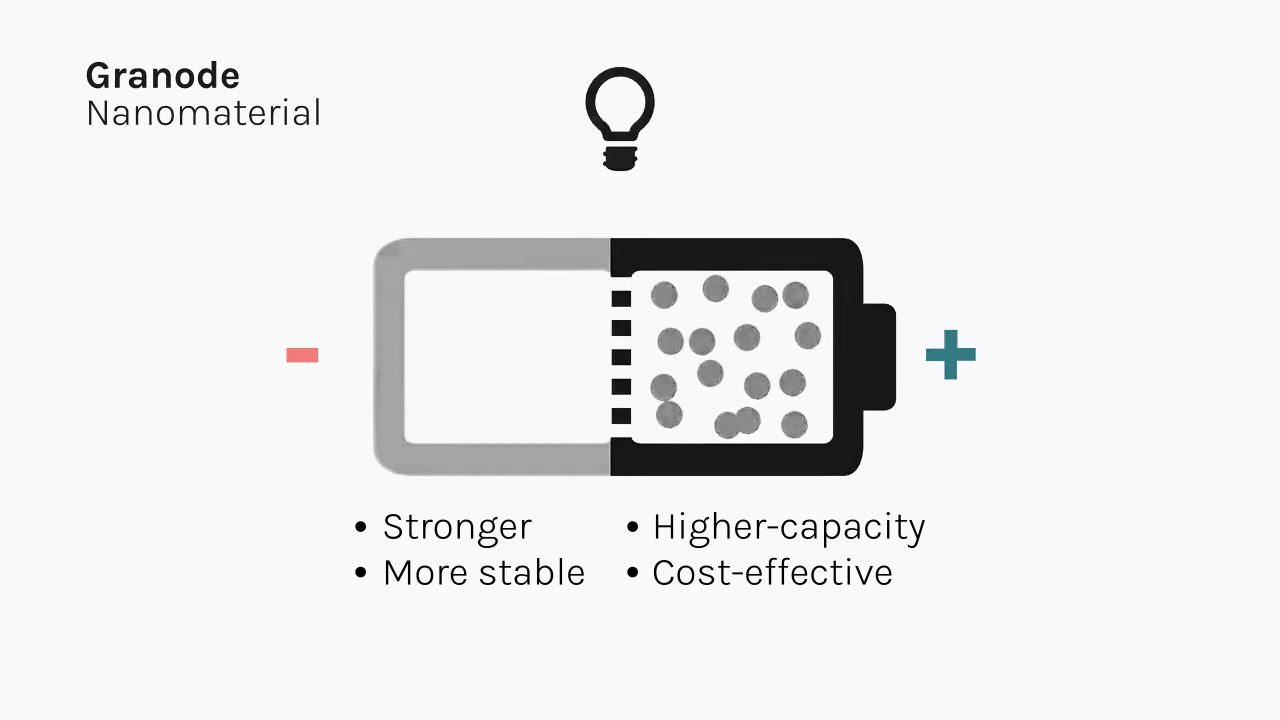 Granode
Nanomaterial
-
+
• Stronger
• More stable
• Higher-capacity
• Cost-effective